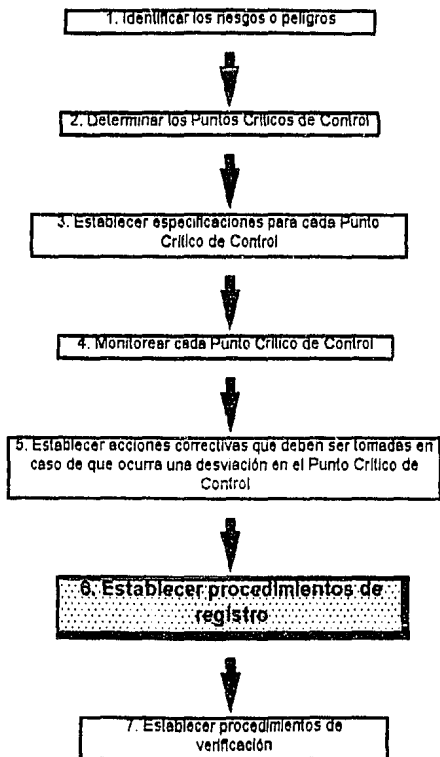 1. Identificar los riesgos o peligros
2. Determinar los Puntos Críticos de Control
3. Establecer especificaciones para cada Punto
Crítico de Control
4. Monitorear cada Punto Crítico de Control
5. Establecer acciones correctivas que deben ser tomadas en
caso de que ocurra una desviación en el Punto Crítico de
Control
6. Establecer procedimientos de
registro
7. Establecer procedimientos de
verificación